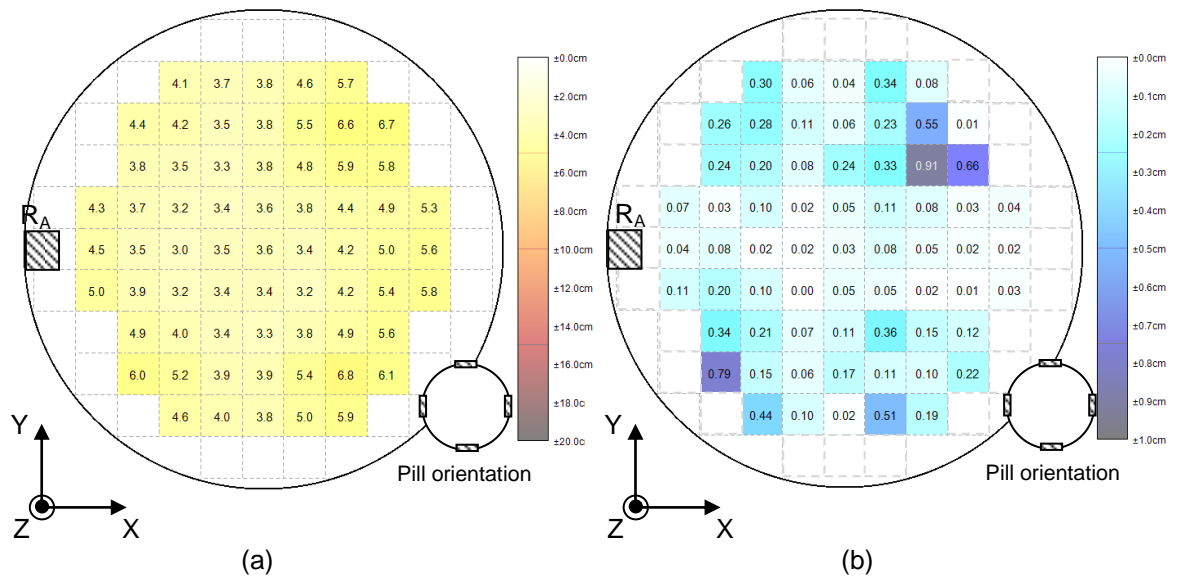 4.1 3.7 3.8 4.6 5.7
4.4 4.2 3.5 3.8 5.5 6.6 6.7
3.8 3.5 3.3 3.8 4.8 5.9 5.8
4.3 3.7 3.2 3.4 3.6 3.8 4.4 4.9 5.3
R_A
4.5 3.5 3.0 3.5 3.6 3.4 4.2 5.0 5.6
5.0 3.9 3.2 3.4 3.4 3.2 4.2 5.4 5.8
4.9 4.0 3.4 3.3 3.8 4.9 5.6
6.0 5.2 3.9 3.9 5.4 6.8 6.1
4.6 4.0 3.8 5.0 5.9
±0.0cm
±2.0cm
±4.0cm
±6.0cm
±8.0cm
±10.0cm
±12.0cm
±14.0cm
±16.0cm
±18.0c
±20.0c
Pill orientation
Y
Z
X
(a)
0.30 0.06 0.04 0.34 0.08
0.26 0.28 0.11 0.06 0.23 0.55 0.01
0.24 0.20 0.08 0.24 0.33 0.91 0.66
0.07 0.03 0.10 0.02 0.05 0.11 0.08 0.03 0.04
R_A
0.04 0.08 0.02 0.02 0.03 0.08 0.05 0.02 0.02
0.11 0.20 0.10 0.00 0.05 0.05 0.02 0.01 0.03
0.34 0.21 0.07 0.11 0.36 0.15 0.12
0.79 0.15 0.06 0.17 0.11 0.10 0.22
0.44 0.10 0.02 0.51 0.19
±0.0cm
±0.1cm
±0.2cm
±0.3cm
±0.4cm
±0.5cm
±0.6cm
±0.7cm
±0.8cm
±0.9cm
±1.0cm
Pill orientation
Y
Z
X
(b)